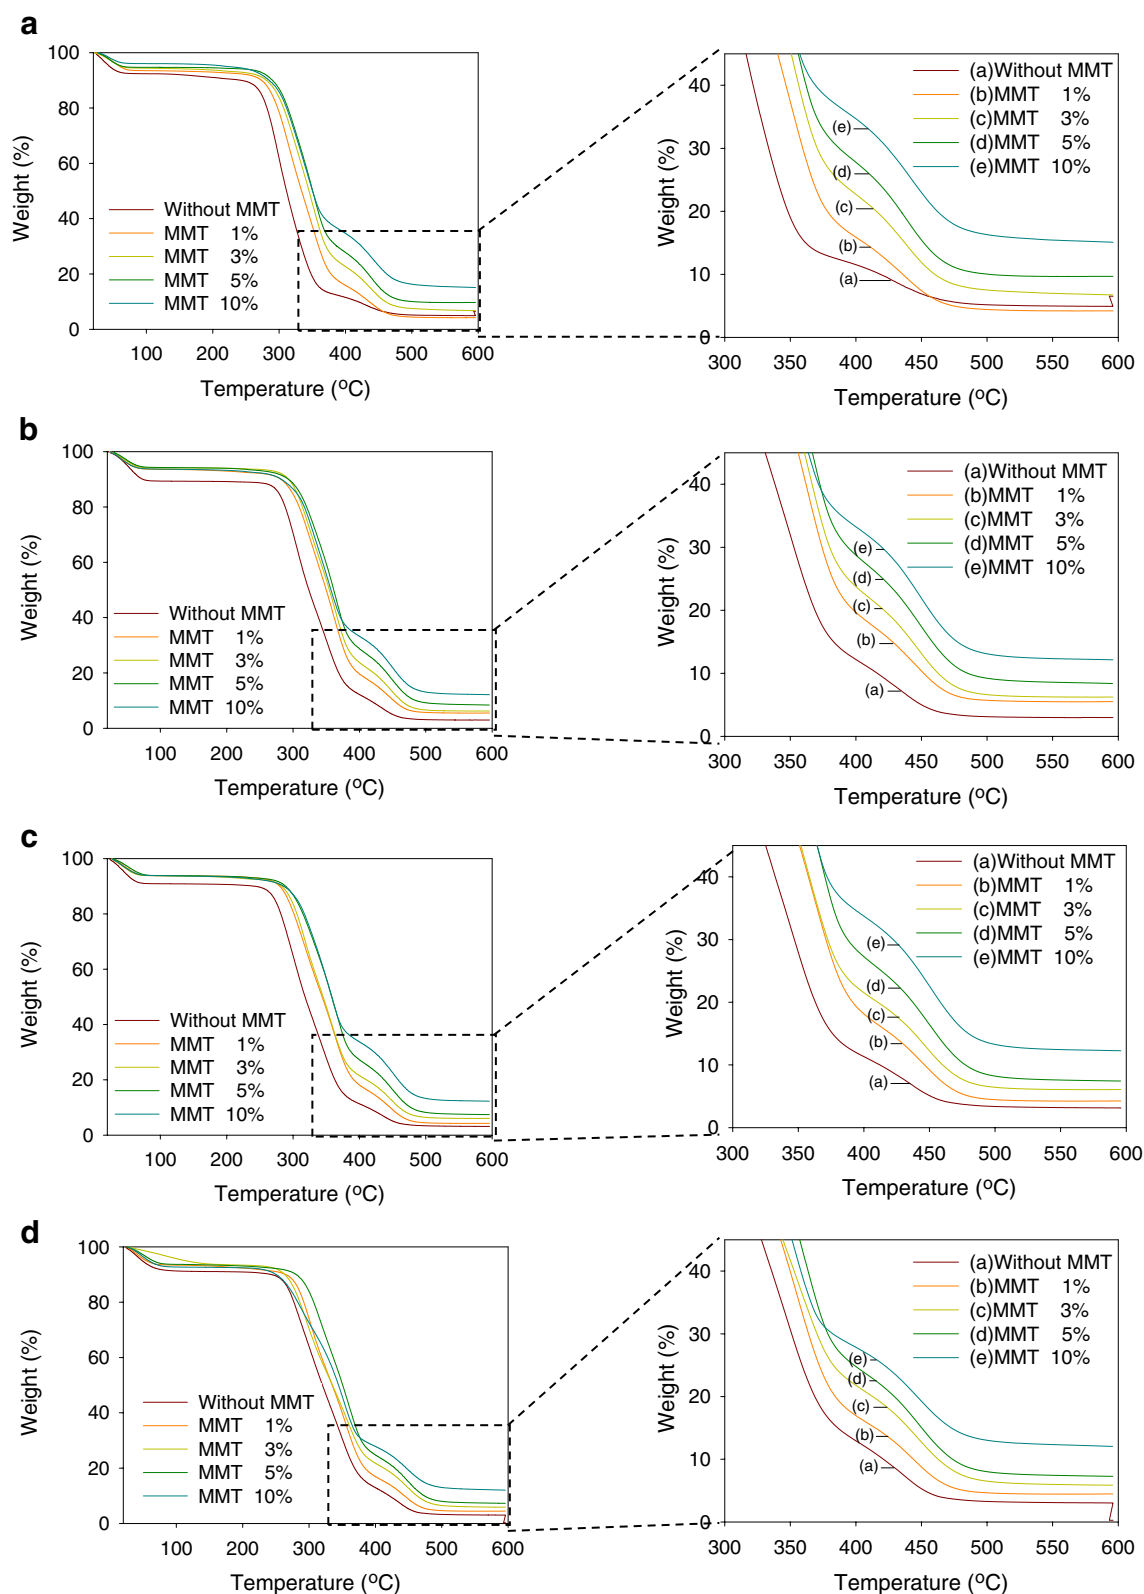 a
100
80
60
40
20
0
Weight (%)
Without MMT
MMT 1%
MMT 3%
MMT 5%
MMT 10%
100 200 300 400 500 600
Temperature (ºC)
40
30
20
10
0
Weight (%)
(a)Without MMT
(b)MMT 1%
(c)MMT 3%
(d)MMT 5%
(e)MMT 10%
(e)
(d)
(c)
(b)
(a)
300 350 400 450 500 550 600
Temperature (ºC)
b
100
80
60
40
20
0
Weight (%)
Without MMT
MMT 1%
MMT 3%
MMT 5%
MMT 10%
100 200 300 400 500 600
Temperature (ºC)
40
30
20
10
0
Weight (%)
(a)Without MMT
(b)MMT 1%
(c)MMT 3%
(d)MMT 5%
(e)MMT 10%
(e)
(d)
(c)
(b)
(a)
300 350 400 450 500 550 600
Temperature (ºC)
c
100
80
60
40
20
0
Weight (%)
Without MMT
MMT 1%
MMT 3%
MMT 5%
MMT 10%
100 200 300 400 500 600
Temperature (ºC)
40
30
20
10
0
Weight (%)
(a)Without MMT
(b)MMT 1%
(c)MMT 3%
(d)MMT 5%
(e)MMT 10%
(e)
(d)
(c)
(b)
(a)
300 350 400 450 500 550 600
Temperature (ºC)
d
100
80
60
40
20
0
Weight (%)
Without MMT
MMT 1%
MMT 3%
MMT 5%
MMT 10%
100 200 300 400 500 600
Temperature (ºC)
40
30
20
10
0
Weight (%)
(a)Without MMT
(b)MMT 1%
(c)MMT 3%
(d)MMT 5%
(e)MMT 10%
(e)
(d)
(c)
(b)
(a)
300 350 400 450 500 550 600
Temperature (ºC)